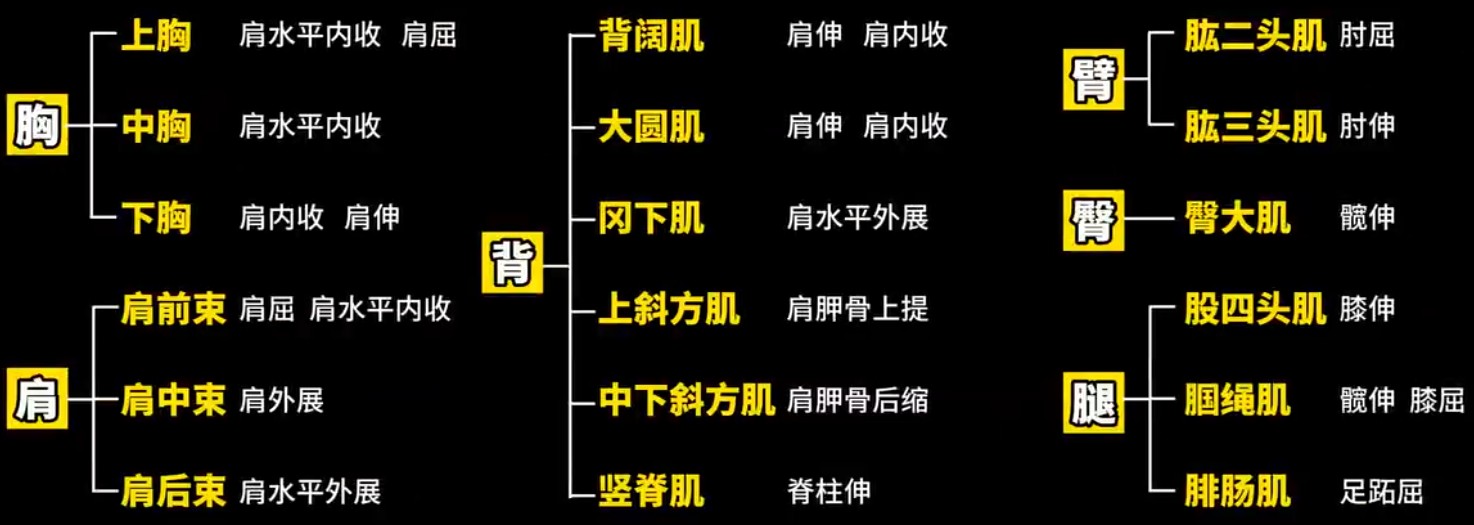 胸
上胸 肩水平内收 肩屈
中胸 肩水平内收
下胸 肩内收 肩伸
肩
肩前束 肩屈 肩水平内收
肩中束 肩外展
肩后束 肩水平外展
背
背阔肌 肩伸 肩内收
大圆肌 肩伸 肩内收
冈下肌 肩水平外展
上斜方肌 肩胛骨上提
中下斜方肌 肩胛骨后缩
竖脊肌 脊柱伸
臂
肱二头肌 肘屈
肱三头肌 肘伸
臀
臀大肌 髋伸
腿
股四头肌 膝伸
腘绳肌 髋伸 膝屈
腓肠肌 足跖屈